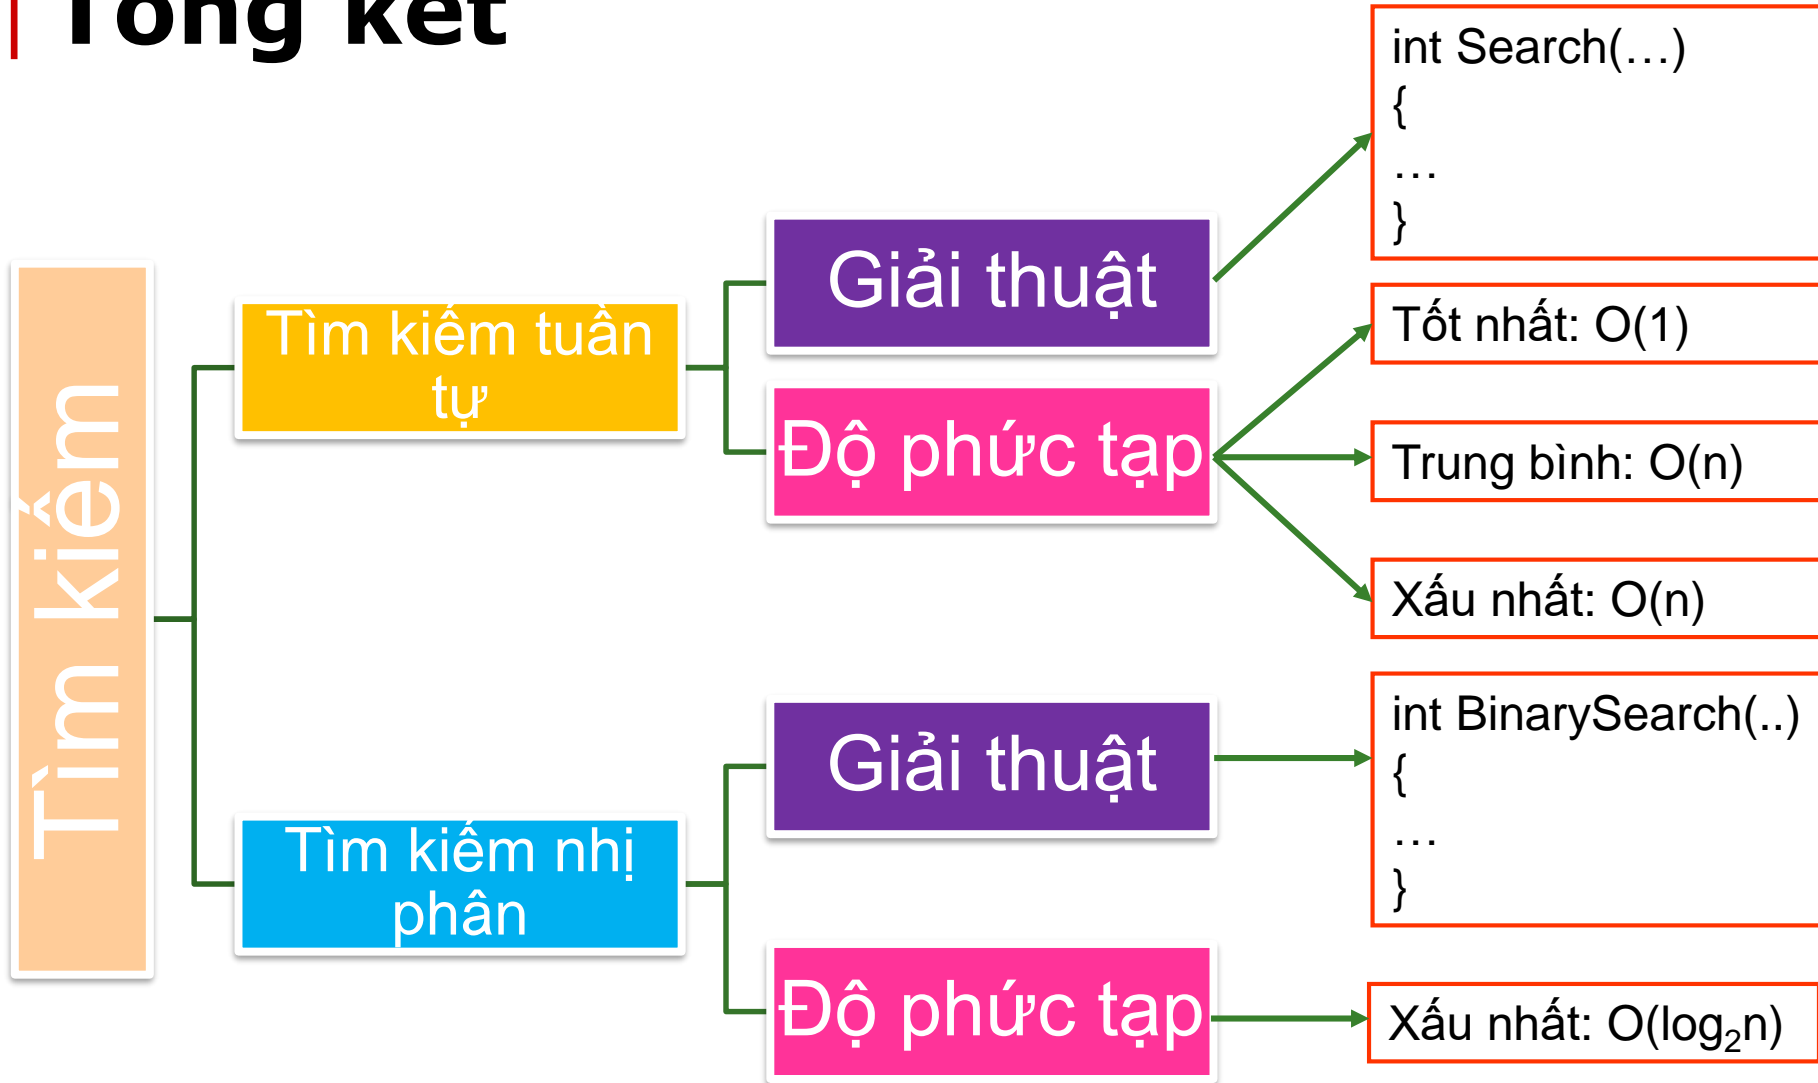 Tổng kết
Tìm kiếm
Tìm kiếm tuần
tự
Giải thuật
int Search(…)
{
…
}
Độ phức tạp
Tốt nhất: O(1)
Trung bình: O(n)
Xấu nhất: O(n)
Tìm kiếm nhị
phân
Giải thuật
int BinarySearch(..)
{
…
}
Độ phức tạp
Xấu nhất: O(log₂n)